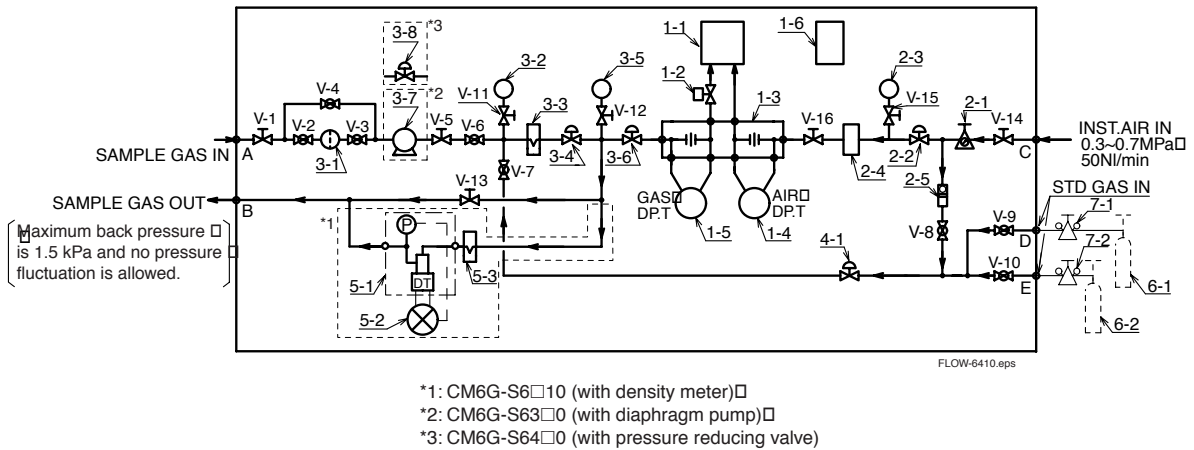 *3
3-8
1-1
1-6
3-2
3-5
2-3
V-4
*2
3-7
V-11
3-3
V-12
1-2
1-3
V-15
2-1
V-1
V-2
V-3
V-5
V-6
V-16
V-14
SAMPLE GAS IN
A
3-1
3-4
3-6
2-4
2-2
C
INST.AIR IN
0.3~0.7MPa□
50Nl/min
V-7
2-5
V-13
SAMPLE GAS OUT
B
GAS□
DP.T
AIR□
DP.T
STD GAS IN
*1
P
1-5
1-4
V-8
V-9
7-1
D
Maximum back pressure □
is 1.5 kPa and no pressure □
fluctuation is allowed.
4-1
V-10
7-2
E
5-1
DT
5-3
5-2
6-1
6-2
FLOW-6410.eps
*1: CM6G-S6□10 (with density meter)□
*2: CM6G-S63□0 (with diaphragm pump)□
*3: CM6G-S64□0 (with pressure reducing valve)